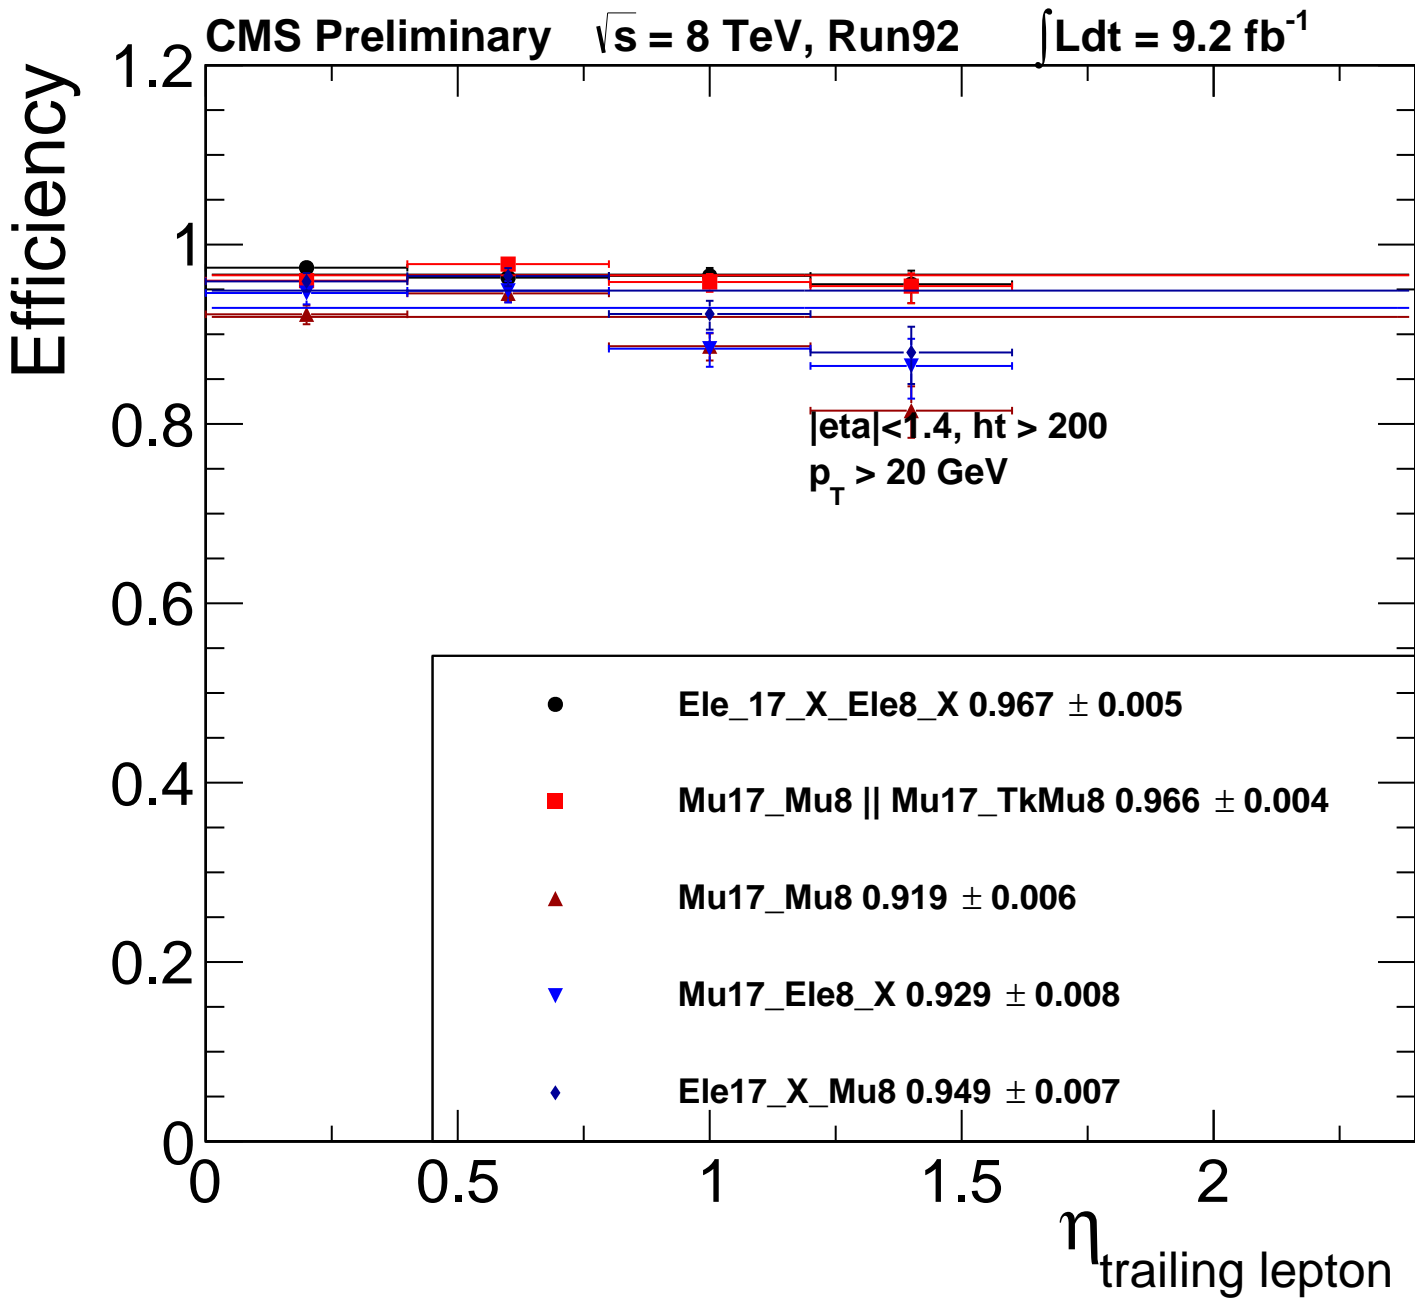 CMS Preliminary √s = 8 TeV, Run92 ∫Ldt = 9.2 fb⁻¹
Efficiency
1.2
1
0.8
0.6
0.4
0.2
0
|eta|<1.4, ht > 200
p_T > 20 GeV
Ele_17_X_Ele8_X 0.967 ± 0.005
Mu17_Mu8 || Mu17_TkMu8 0.966 ± 0.004
Mu17_Mu8 0.919 ± 0.006
Mu17_Ele8_X 0.929 ± 0.008
Ele17_X_Mu8 0.949 ± 0.007
0 0.5 1 1.5 2
η trailing lepton